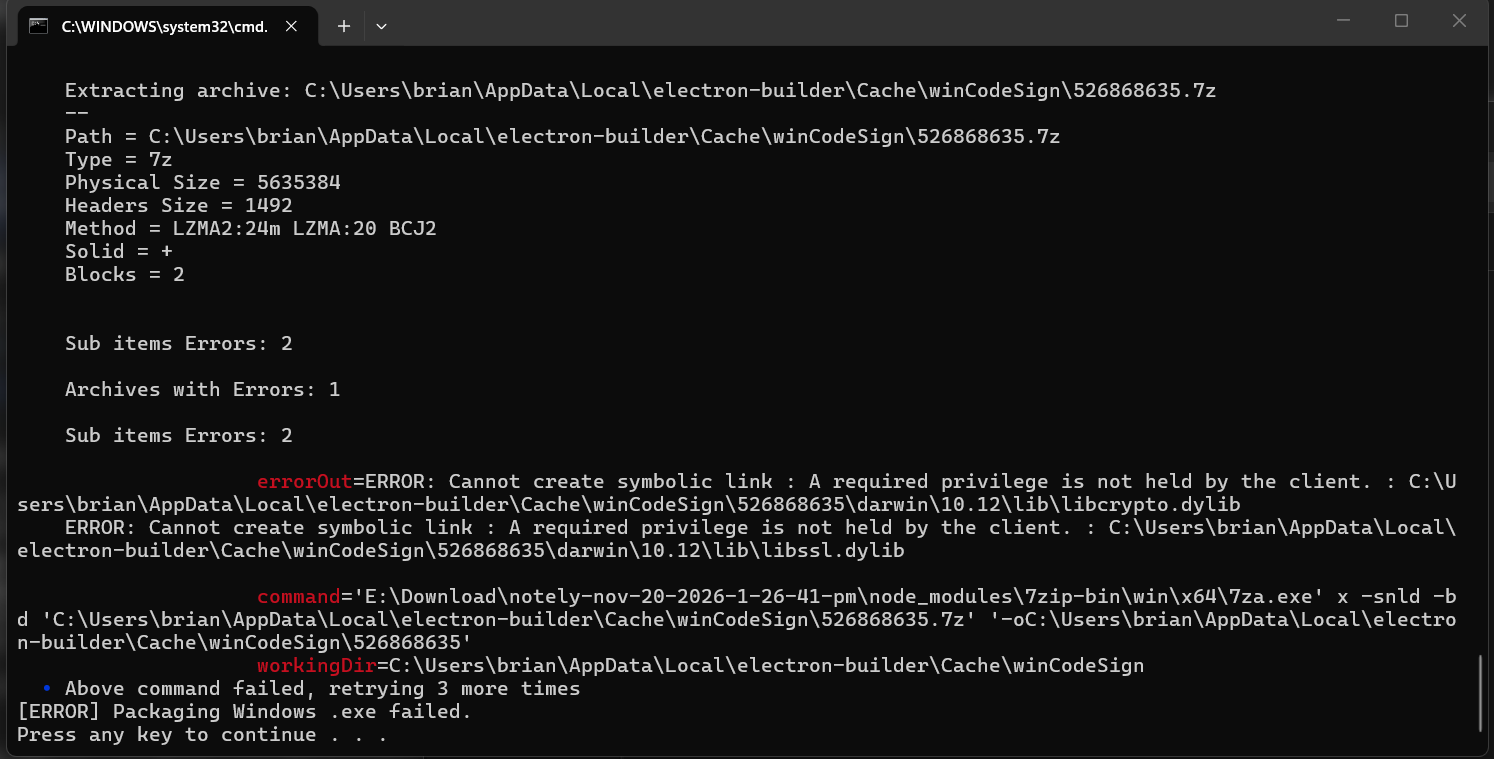 C:\WINDOWS\system32\cmd.
Extracting archive: C:\Users\brian\AppData\Local\electron-builder\Cache\winCodeSign\526868635.7z
--
Path = C:\Users\brian\AppData\Local\electron-builder\Cache\winCodeSign\526868635.7z
Type = 7z
Physical Size = 5635384
Headers Size = 1492
Method = LZMA2:24m LZMA:20 BCJ2
Solid = +
Blocks = 2
Sub items Errors: 2
Archives with Errors: 1
Sub items Errors: 2
errorOut=ERROR: Cannot create symbolic link : A required privilege is not held by the client. : C:\U
sers\brian\AppData\Local\electron-builder\Cache\winCodeSign\526868635\darwin\10.12\lib\libcrypto.dylib
ERROR: Cannot create symbolic link : A required privilege is not held by the client. : C:\Users\brian\AppData\Local\
electron-builder\Cache\winCodeSign\526868635\darwin\10.12\lib\libssl.dylib
command='E:\Download\notely-nov-20-2026-1-26-41-pm\node_modules\7zip-bin\win\x64\7za.exe' x -snld -b
d 'C:\Users\brian\AppData\Local\electron-builder\Cache\winCodeSign\526868635.7z' '-oC:\Users\brian\AppData\Local\electro
n-builder\Cache\winCodeSign\526868635'
workingDir=C:\Users\brian\AppData\Local\electron-builder\Cache\winCodeSign
• Above command failed, retrying 3 more times
[ERROR] Packaging Windows .exe failed.
Press any key to continue . . .